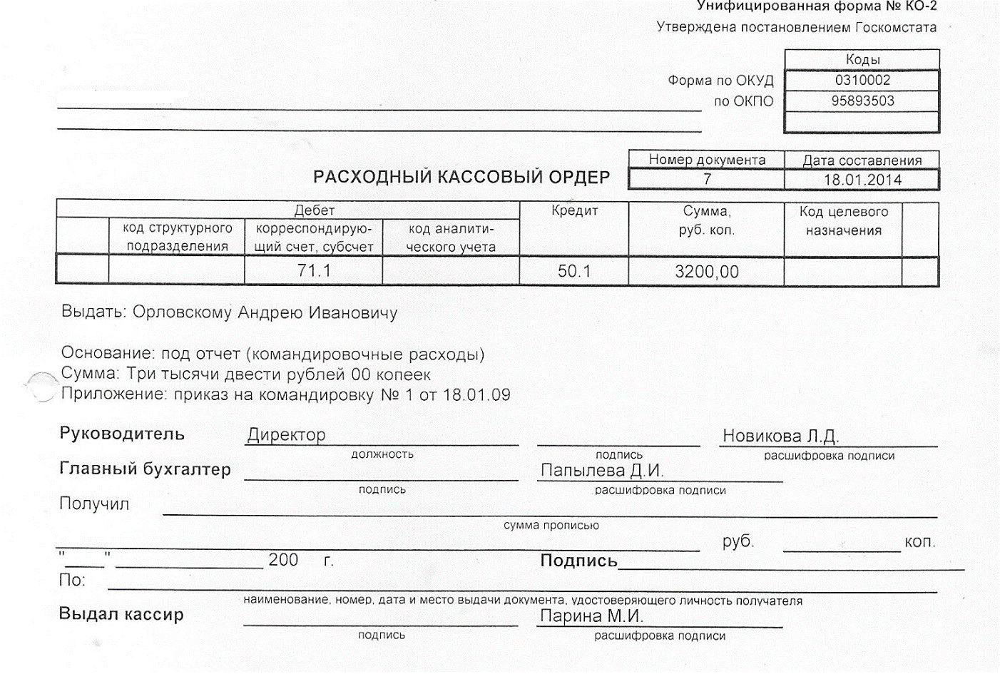 Унифицированная форма № КО-2
Утверждена постановлением Госкомстата
Коды
Форма по ОКУД 0310002
по ОКПО 95893503
Номер документа Дата составления
РАСХОДНЫЙ КАССОВЫЙ ОРДЕР 7 18.01.2014
Дебет Кредит Сумма, руб. коп. Код целевого назначения
код структурного подразделения корреспондирую-щий счет, субсчет код аналити-ческого учета
71.1 50.1 3200,00
Выдать: Орловскому Андрею Ивановичу
Основание: под отчет (командировочные расходы)
Сумма: Три тысячи двести рублей 00 копеек
Приложение: приказ на командировку № 1 от 18.01.09
Руководитель Директор Новикова Л.Д.
должность подпись расшифровка подписи
Главный бухгалтер Папылева Д.И.
подпись расшифровка подписи
Получил
сумма прописью
руб. коп.
"____" 200 г. Подпись
По:
наименование, номер, дата и место выдачи документа, удостоверяющего личность получателя
Выдал кассир Парина М.И.
подпись расшифровка подписи